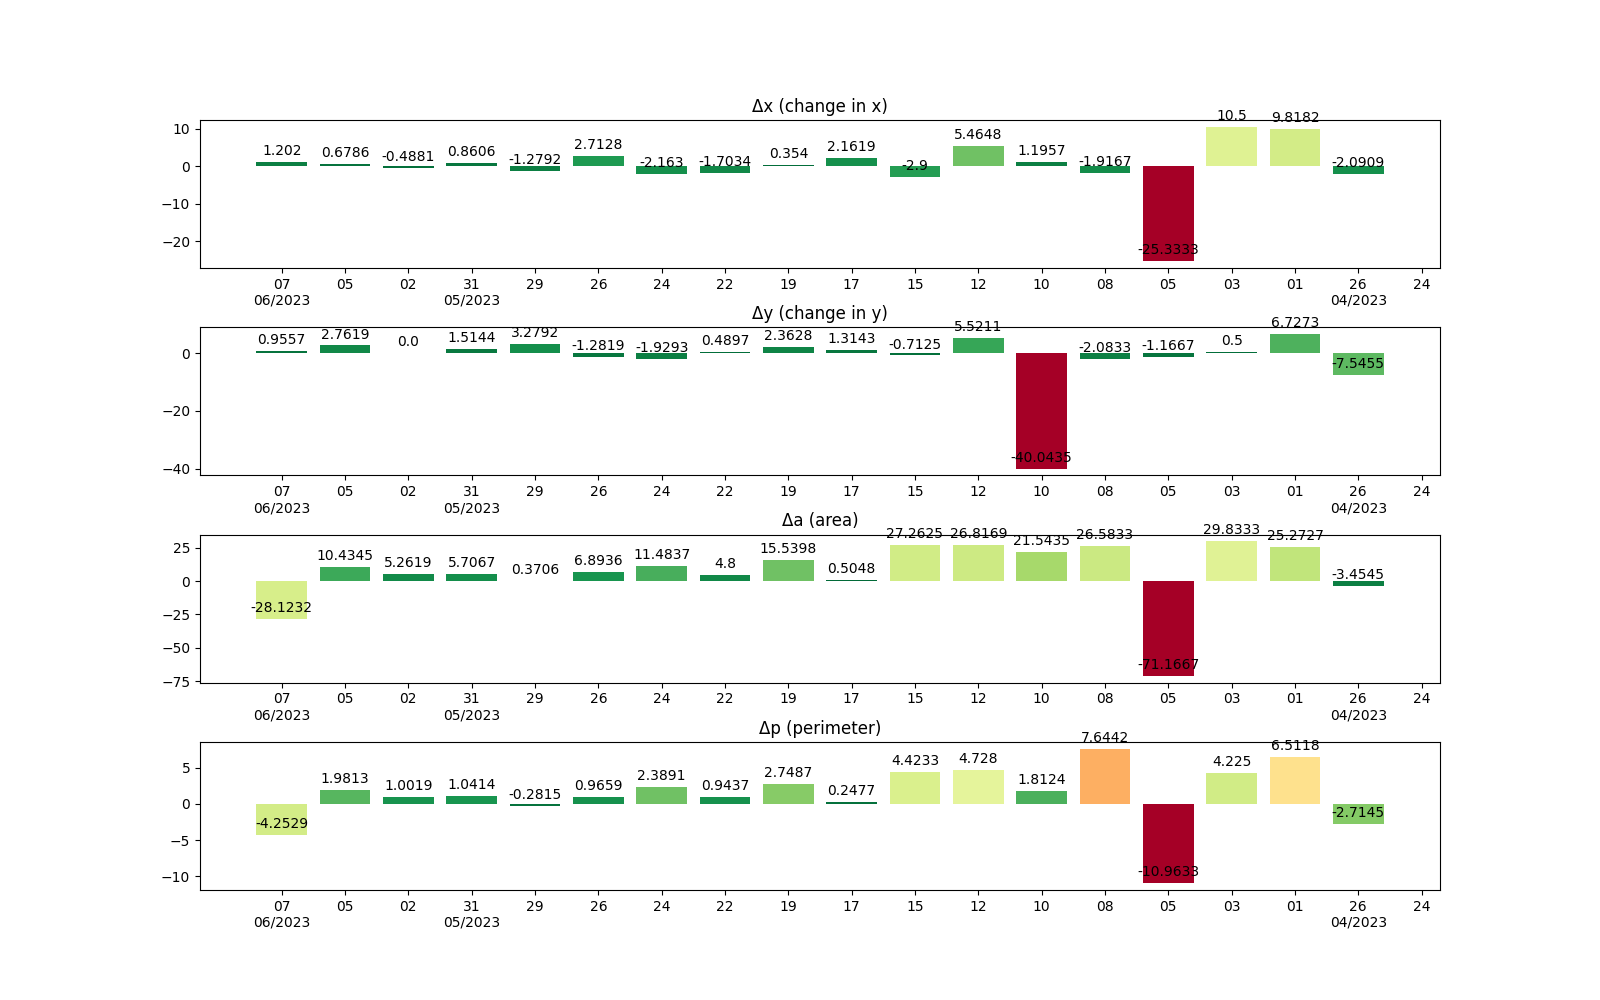 Δx (change in x)
10
0
−10
−20
1.202 0.6786 -0.4881 0.8606 -1.2792 2.7128 -2.163 -1.7034 0.354 2.1619 -2.9 5.4648 1.1957 -1.9167 -25.3333 10.5 9.8182 -2.0909
07 05 02 31 29 26 24 22 19 17 15 12 10 08 05 03 01 26 24
06/2023 05/2023 04/2023
Δy (change in y)
0
−20
−40
0.9557 2.7619 0.0 1.5144 3.2792 -1.2819 -1.9293 0.4897 2.3628 1.3143 -0.7125 5.5211 -40.0435 -2.0833 -1.1667 0.5 6.7273 -7.5455
07 05 02 31 29 26 24 22 19 17 15 12 10 08 05 03 01 26 24
06/2023 05/2023 04/2023
Δa (area)
25
0
−25
−50
−75
-28.1232 10.4345 5.2619 5.7067 0.3706 6.8936 11.4837 4.8 15.5398 0.5048 27.2625 26.8169 21.5435 26.5833 -71.1667 29.8333 25.2727 -3.4545
07 05 02 31 29 26 24 22 19 17 15 12 10 08 05 03 01 26 24
06/2023 05/2023 04/2023
Δp (perimeter)
5
0
−5
−10
-4.2529 1.9813 1.0019 1.0414 -0.2815 0.9659 2.3891 0.9437 2.7487 0.2477 4.4233 4.728 1.8124 7.6442 -10.9633 4.225 6.5118 -2.7145
07 05 02 31 29 26 24 22 19 17 15 12 10 08 05 03 01 26 24
06/2023 05/2023 04/2023